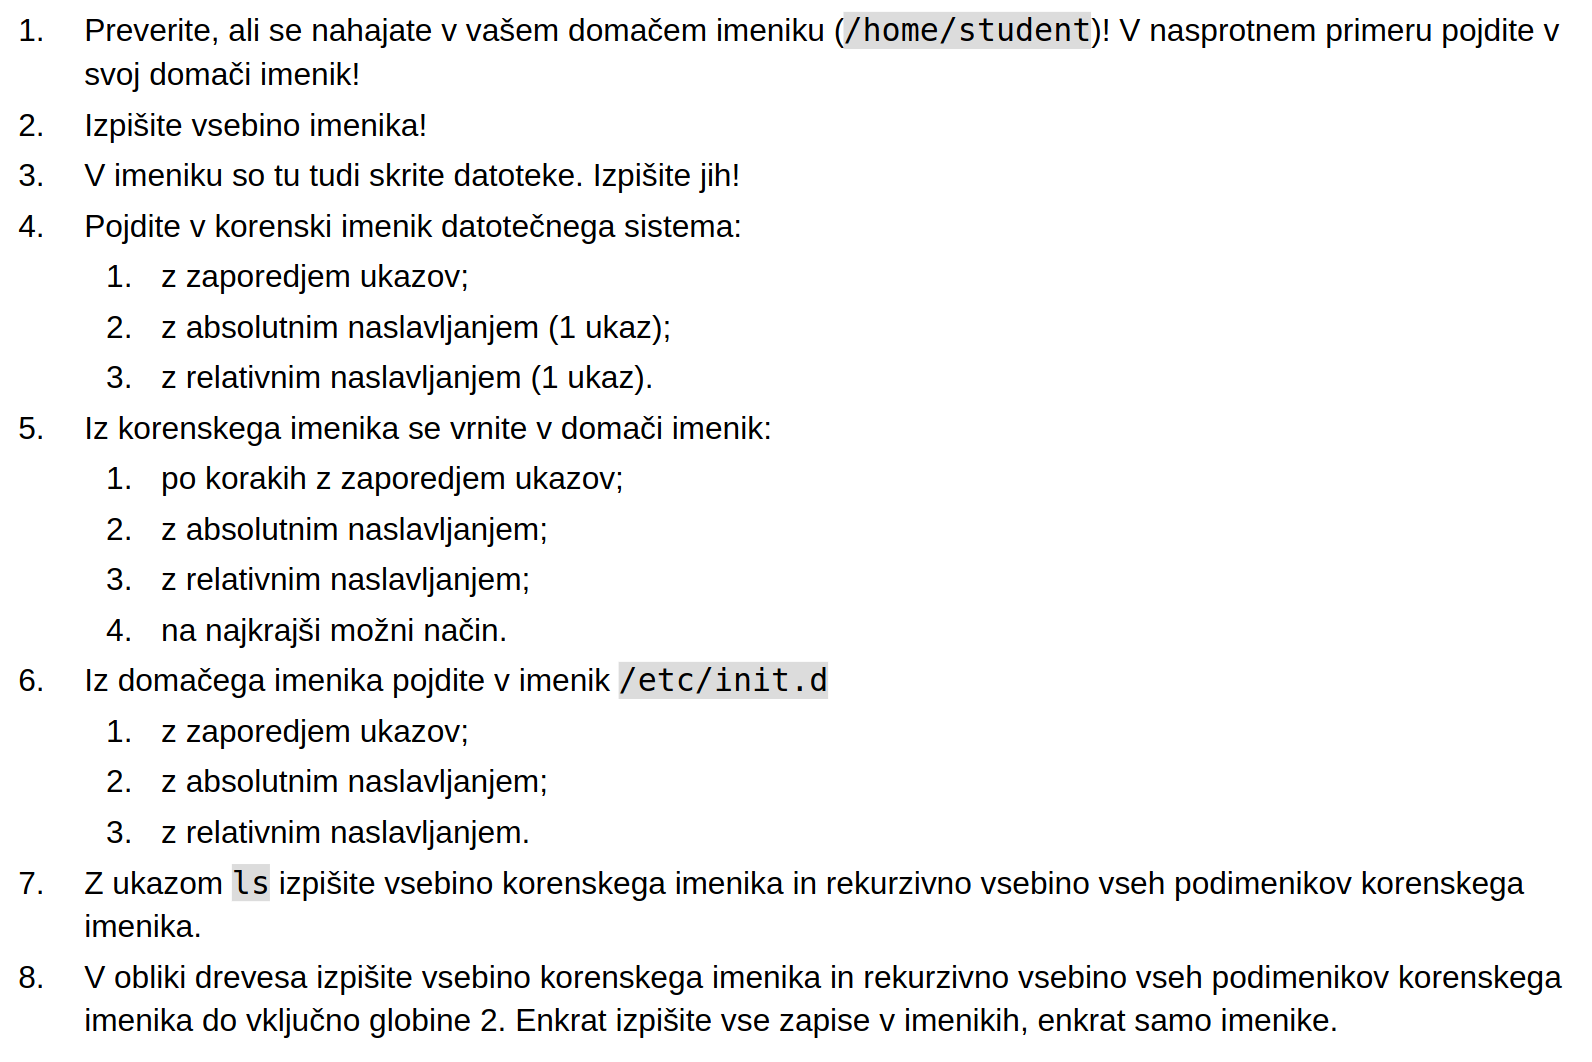 1. Preverite, ali se nahajate v vašem domačem imeniku (/home/student)! V nasprotnem primeru pojdite v
svoj domači imenik!
2. Izpišite vsebino imenika!
3. V imeniku so tu tudi skrite datoteke. Izpišite jih!
4. Pojdite v korenski imenik datotečnega sistema:
1. z zaporedjem ukazov;
2. z absolutnim naslavljanjem (1 ukaz);
3. z relativnim naslavljanjem (1 ukaz).
5. Iz korenskega imenika se vrnite v domači imenik:
1. po korakih z zaporedjem ukazov;
2. z absolutnim naslavljanjem;
3. z relativnim naslavljanjem;
4. na najkrajši možni način.
6. Iz domačega imenika pojdite v imenik /etc/init.d
1. z zaporedjem ukazov;
2. z absolutnim naslavljanjem;
3. z relativnim naslavljanjem.
7. Z ukazom ls izpišite vsebino korenskega imenika in rekurzivno vsebino vseh podimenikov korenskega
imenika.
8. V obliki drevesa izpišite vsebino korenskega imenika in rekurzivno vsebino vseh podimenikov korenskega
imenika do vključno globine 2. Enkrat izpišite vse zapise v imenikih, enkrat samo imenike.